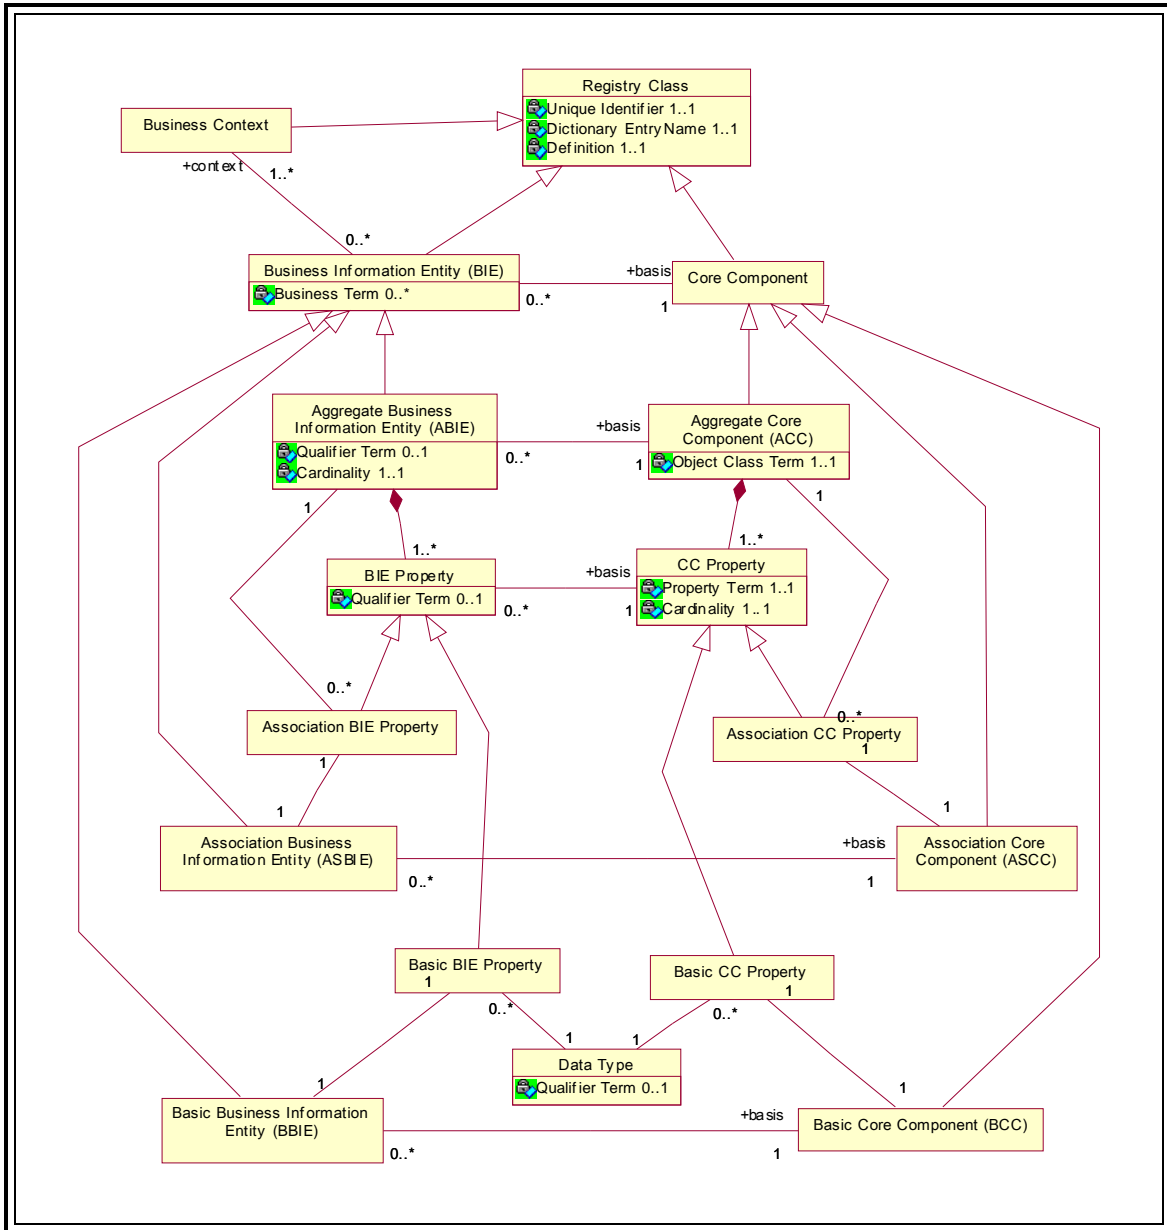 Registry Class
Unique Identifier 1..1
Dictionary EntryName 1..1
Definition 1..1
Business Context
+context
1..*
0..*
Business Information Entity (BIE)
Business Term 0..*
+basis
0..*
1
Core Component
Aggregate Business
Information Entity (ABIE)
Qualifier Term 0..1
Cardinality 1..1
+basis
0..*
1
Aggregate Core
Component (ACC)
Object Class Term 1..1
1
1
1..*
1..*
BIE Property
Qualifier Term 0..1
+basis
0..*
1
CC Property
Property Term 1..1
Cardinality 1..1
0..*
Association BIE Property
1
0..*
Association CC Property
1
1
1
Association Business
Information Entity (ASBIE)
+basis
0..*
1
Association Core
Component (ASCC)
Basic BIE Property
1
0..*
Basic CC Property
1
0..*
1
1
Data Type
Qualifier Term 0..1
1
1
Basic Business Information
Entity (BBIE)
+basis
0..*
1
Basic Core Component (BCC)